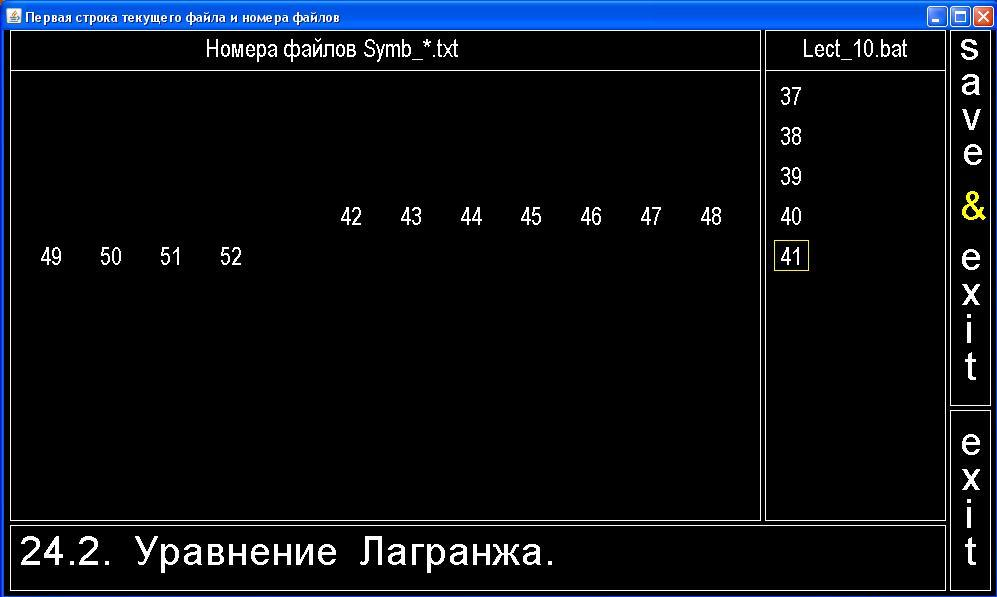 Первая строка текущего файла и номера файлов
Номера файлов Symb_*.txt
42 43 44 45 46 47 48
49 50 51 52
Lect_10.bat
37
38
39
40
41
save & exit
exit
24.2. Уравнение Лагранжа.